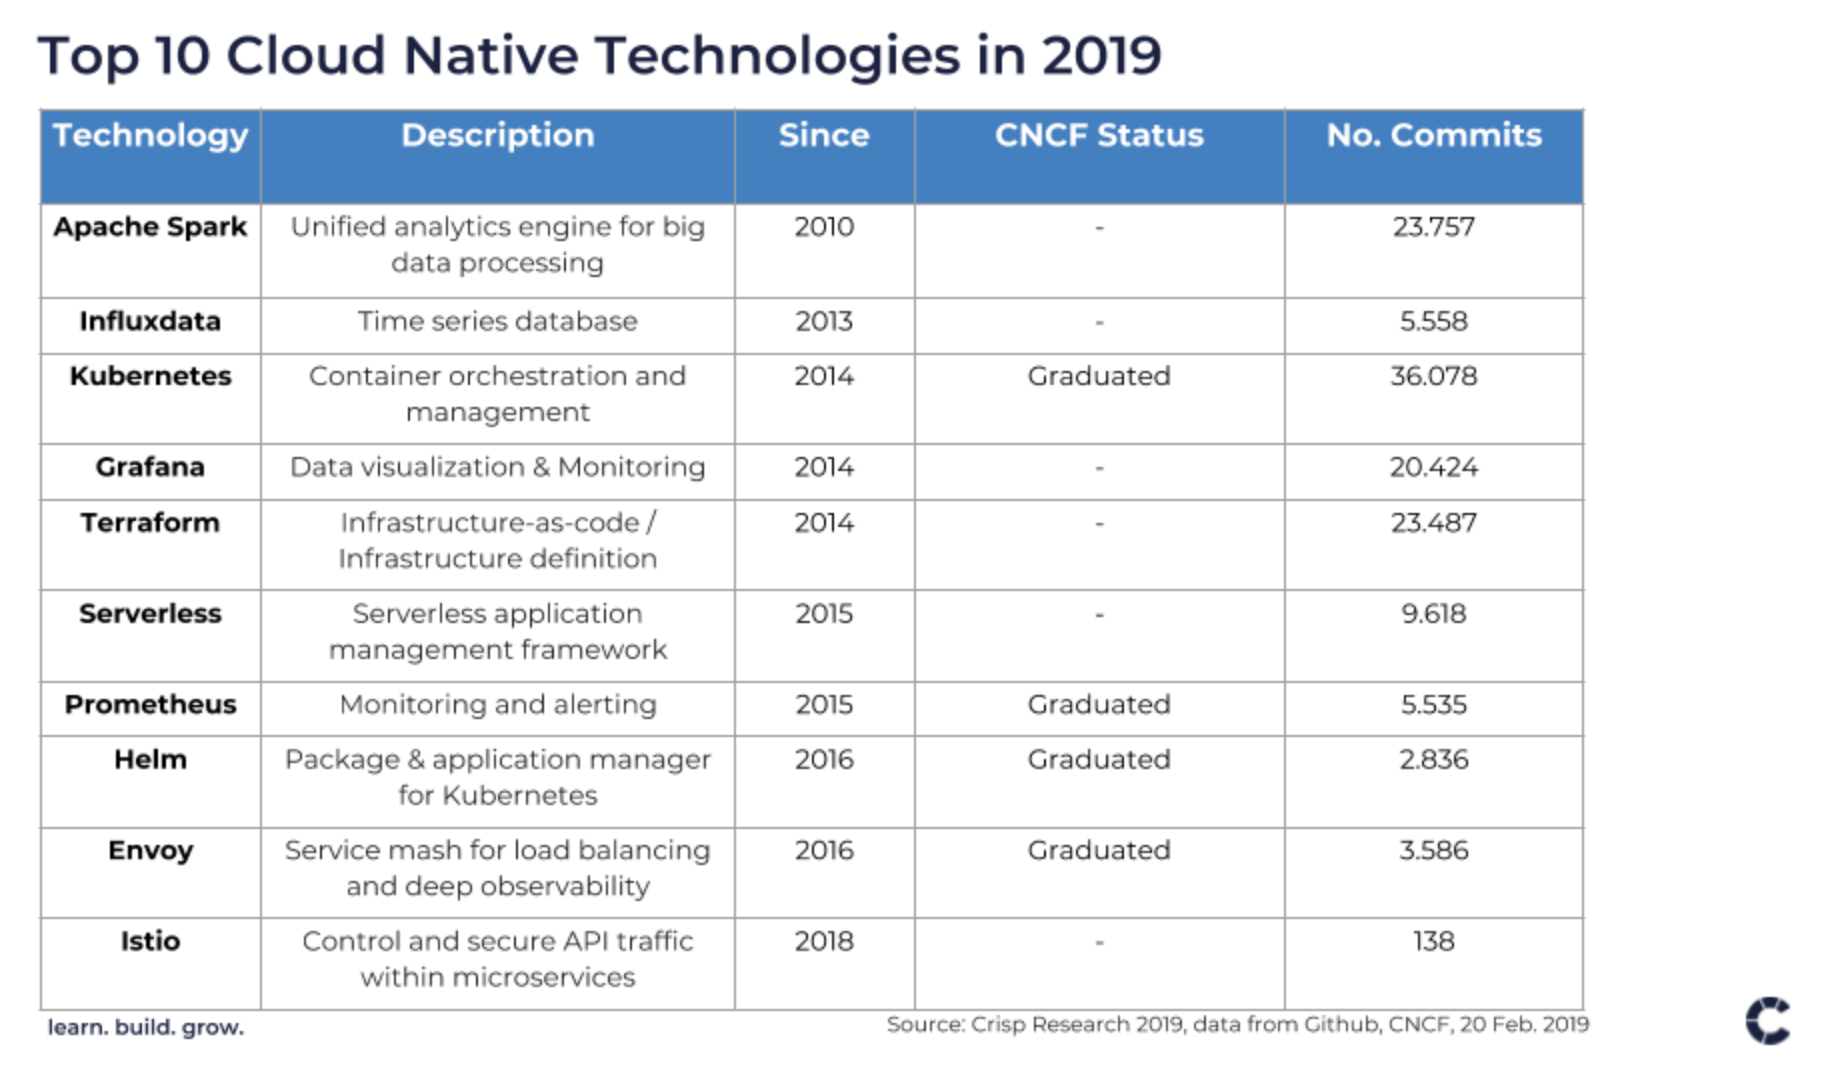 Top 10 Cloud Native Technologies in 2019
Technology Description Since CNCF Status No. Commits
Apache Spark Unified analytics engine for big 2010 - 23.757
data processing
Influxdata Time series database 2013 - 5.558
Kubernetes Container orchestration and 2014 Graduated 36.078
management
Grafana Data visualization & Monitoring 2014 - 20.424
Terraform Infrastructure-as-code / 2014 - 23.487
Infrastructure definition
Serverless Serverless application 2015 - 9.618
management framework
Prometheus Monitoring and alerting 2015 Graduated 5.535
Helm Package & application manager 2016 Graduated 2.836
for Kubernetes
Envoy Service mash for load balancing 2016 Graduated 3.586
and deep observability
Istio Control and secure API traffic 2018 - 138
within microservices
learn. build. grow.
Source: Crisp Research 2019, data from Github, CNCF, 20 Feb. 2019